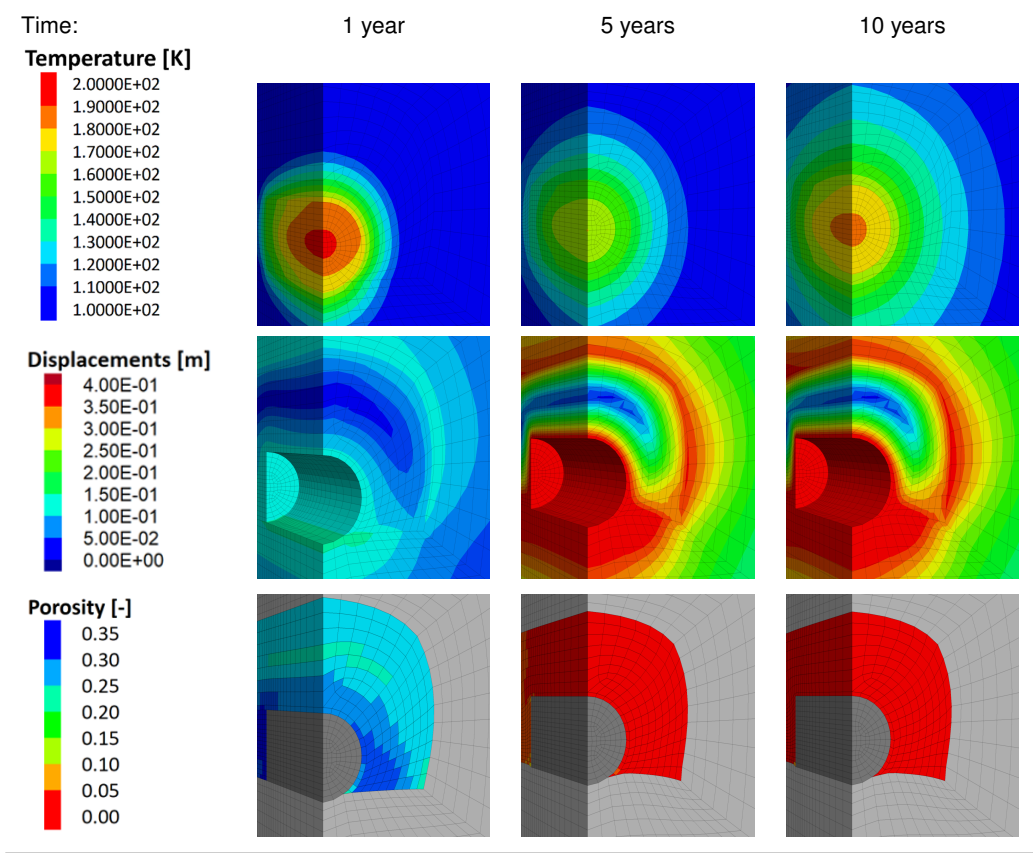 Time: 1 year 5 years 10 years
Temperature [K]
2.0000E+02
1.9000E+02
1.8000E+02
1.7000E+02
1.6000E+02
1.5000E+02
1.4000E+02
1.3000E+02
1.2000E+02
1.1000E+02
1.0000E+02
Displacements [m]
4.00E-01
3.50E-01
3.00E-01
2.50E-01
2.00E-01
1.50E-01
1.00E-01
5.00E-02
0.00E+00
Porosity [-]
0.35
0.30
0.25
0.20
0.15
0.10
0.05
0.00